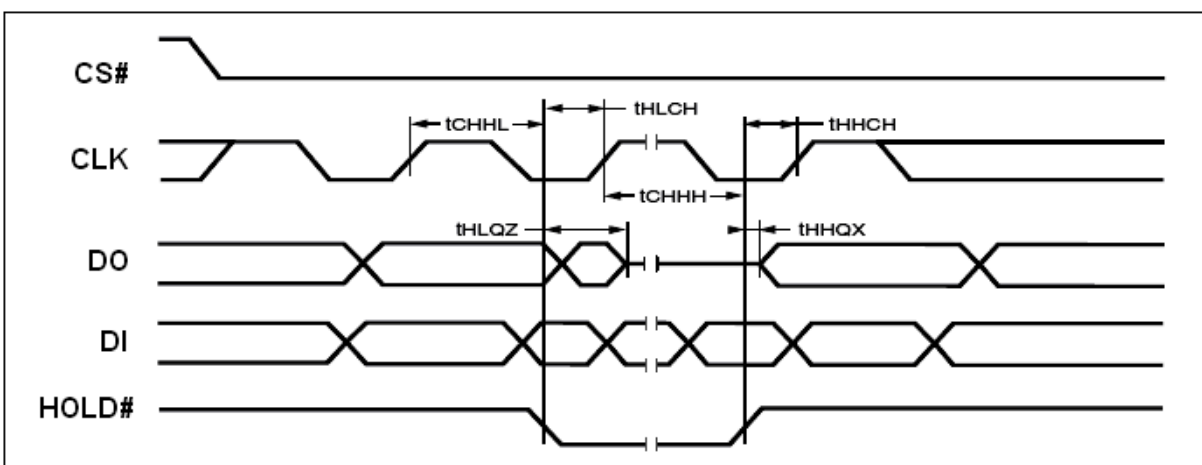 CS#
tCHHL
tHLCH
tHHCH
CLK
tCHHH
tHLQZ
tHHQX
DO
DI
HOLD#